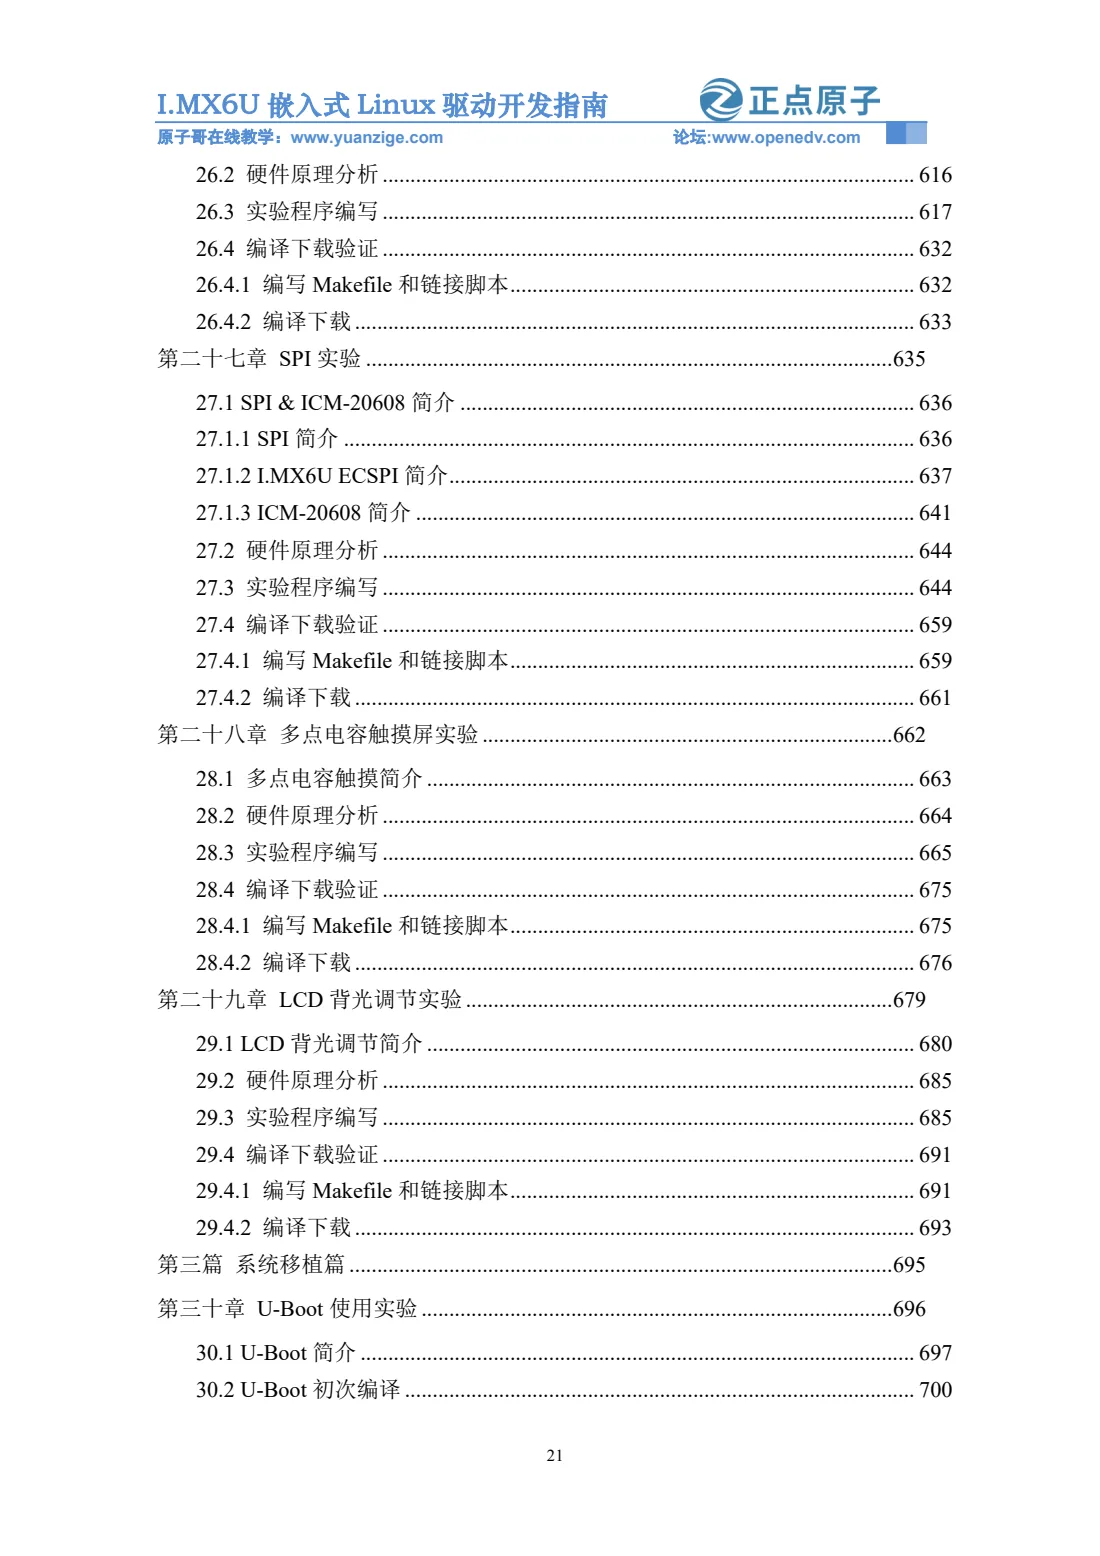 I.MX6U 嵌入式 Linux 驱动开发指南
正点原子
原子哥在线教学：www.yuanzige.com 论坛:www.openedv.com
26.2 硬件原理分析 ........ 616
26.3 实验程序编写 ........ 617
26.4 编译下载验证 ........ 632
26.4.1 编写 Makefile 和链接脚本 ........ 632
26.4.2 编译下载 ........ 633
第二十七章 SPI 实验 ........ 635
27.1 SPI & ICM-20608 简介 ........ 636
27.1.1 SPI 简介 ........ 636
27.1.2 I.MX6U ECSPI 简介 ........ 637
27.1.3 ICM-20608 简介 ........ 641
27.2 硬件原理分析 ........ 644
27.3 实验程序编写 ........ 644
27.4 编译下载验证 ........ 659
27.4.1 编写 Makefile 和链接脚本 ........ 659
27.4.2 编译下载 ........ 661
第二十八章 多点电容触摸屏实验 ........ 662
28.1 多点电容触摸简介 ........ 663
28.2 硬件原理分析 ........ 664
28.3 实验程序编写 ........ 665
28.4 编译下载验证 ........ 675
28.4.1 编写 Makefile 和链接脚本 ........ 675
28.4.2 编译下载 ........ 676
第二十九章 LCD 背光调节实验 ........ 679
29.1 LCD 背光调节简介 ........ 680
29.2 硬件原理分析 ........ 685
29.3 实验程序编写 ........ 685
29.4 编译下载验证 ........ 691
29.4.1 编写 Makefile 和链接脚本 ........ 691
29.4.2 编译下载 ........ 693
第三篇 系统移植篇 ........ 695
第三十章 U-Boot 使用实验 ........ 696
30.1 U-Boot 简介 ........ 697
30.2 U-Boot 初次编译 ........ 700
21